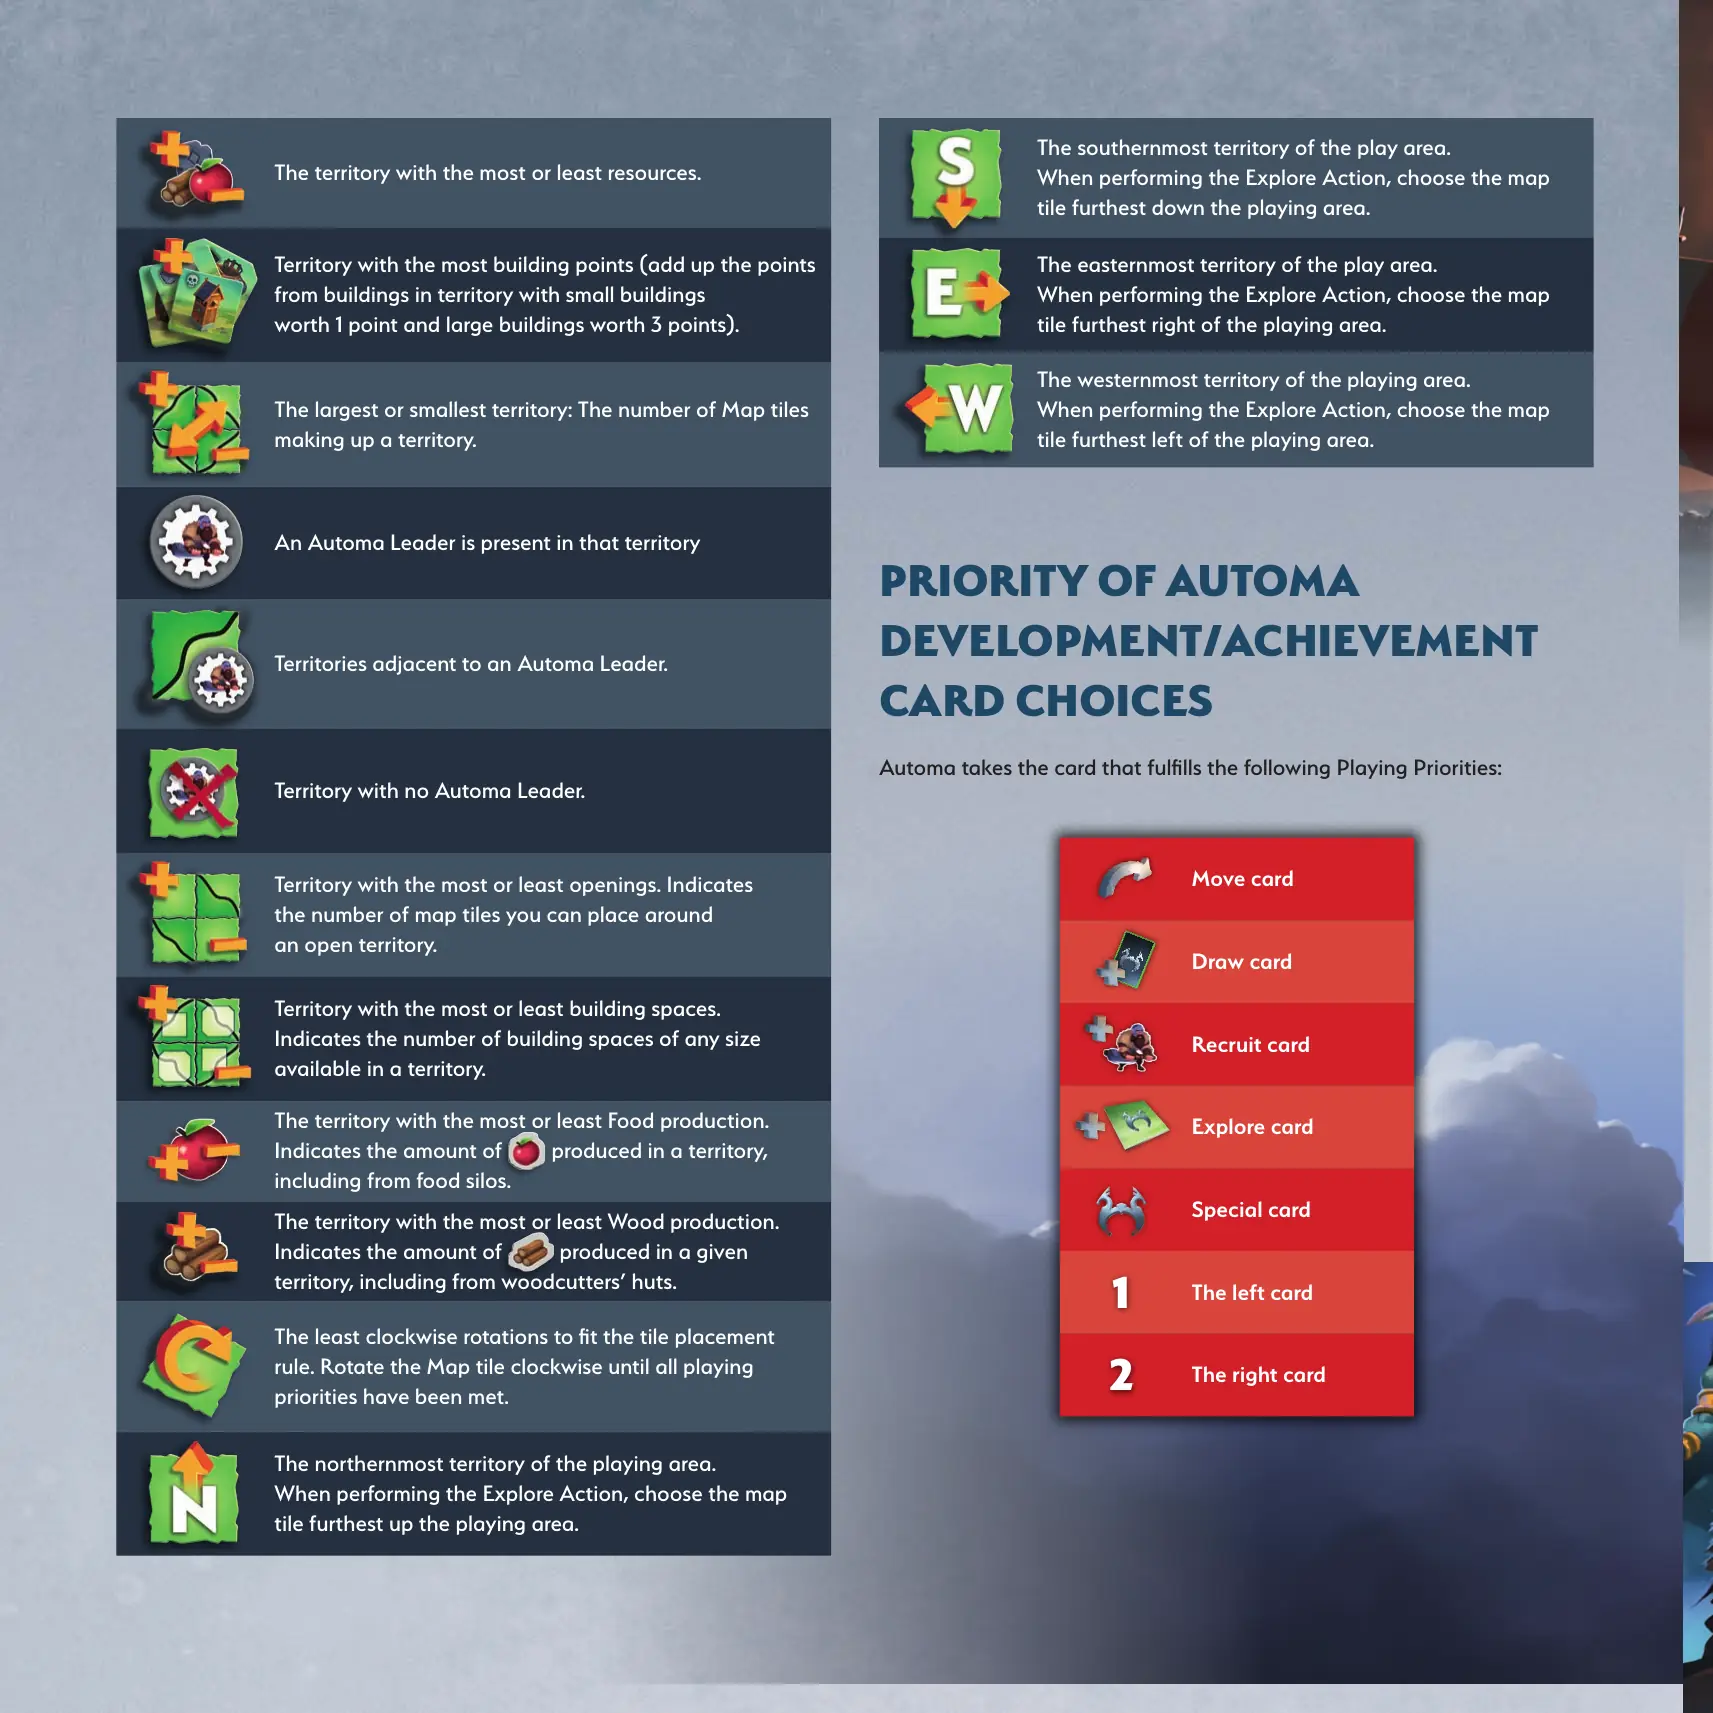 The territory with the most or least resources.
Territory with the most building points (add up the points
from buildings in territory with small buildings
worth 1 point and large buildings worth 3 points).
The largest or smallest territory: The number of Map tiles
making up a territory.
An Automa Leader is present in that territory
Territories adjacent to an Automa Leader.
Territory with no Automa Leader.
Territory with the most or least openings. Indicates
the number of map tiles you can place around
an open territory.
Territory with the most or least building spaces.
Indicates the number of building spaces of any size
available in a territory.
The territory with the most or least Food production.
Indicates the amount of produced in a territory,
including from food silos.
The territory with the most or least Wood production.
Indicates the amount of produced in a given
territory, including from woodcutters’ huts.
The least clockwise rotations to fit the tile placement
rule. Rotate the Map tile clockwise until all playing
priorities have been met.
N
The northernmost territory of the playing area.
When performing the Explore Action, choose the map
tile furthest up the playing area.
S
The southernmost territory of the play area.
When performing the Explore Action, choose the map
tile furthest down the playing area.
E
The easternmost territory of the play area.
When performing the Explore Action, choose the map
tile furthest right of the playing area.
W
The westernmost territory of the playing area.
When performing the Explore Action, choose the map
tile furthest left of the playing area.
PRIORITY OF AUTOMA
DEVELOPMENT/ACHIEVEMENT
CARD CHOICES
Automa takes the card that fulfills the following Playing Priorities:
Move card
Draw card
Recruit card
Explore card
Special card
1 The left card
2 The right card